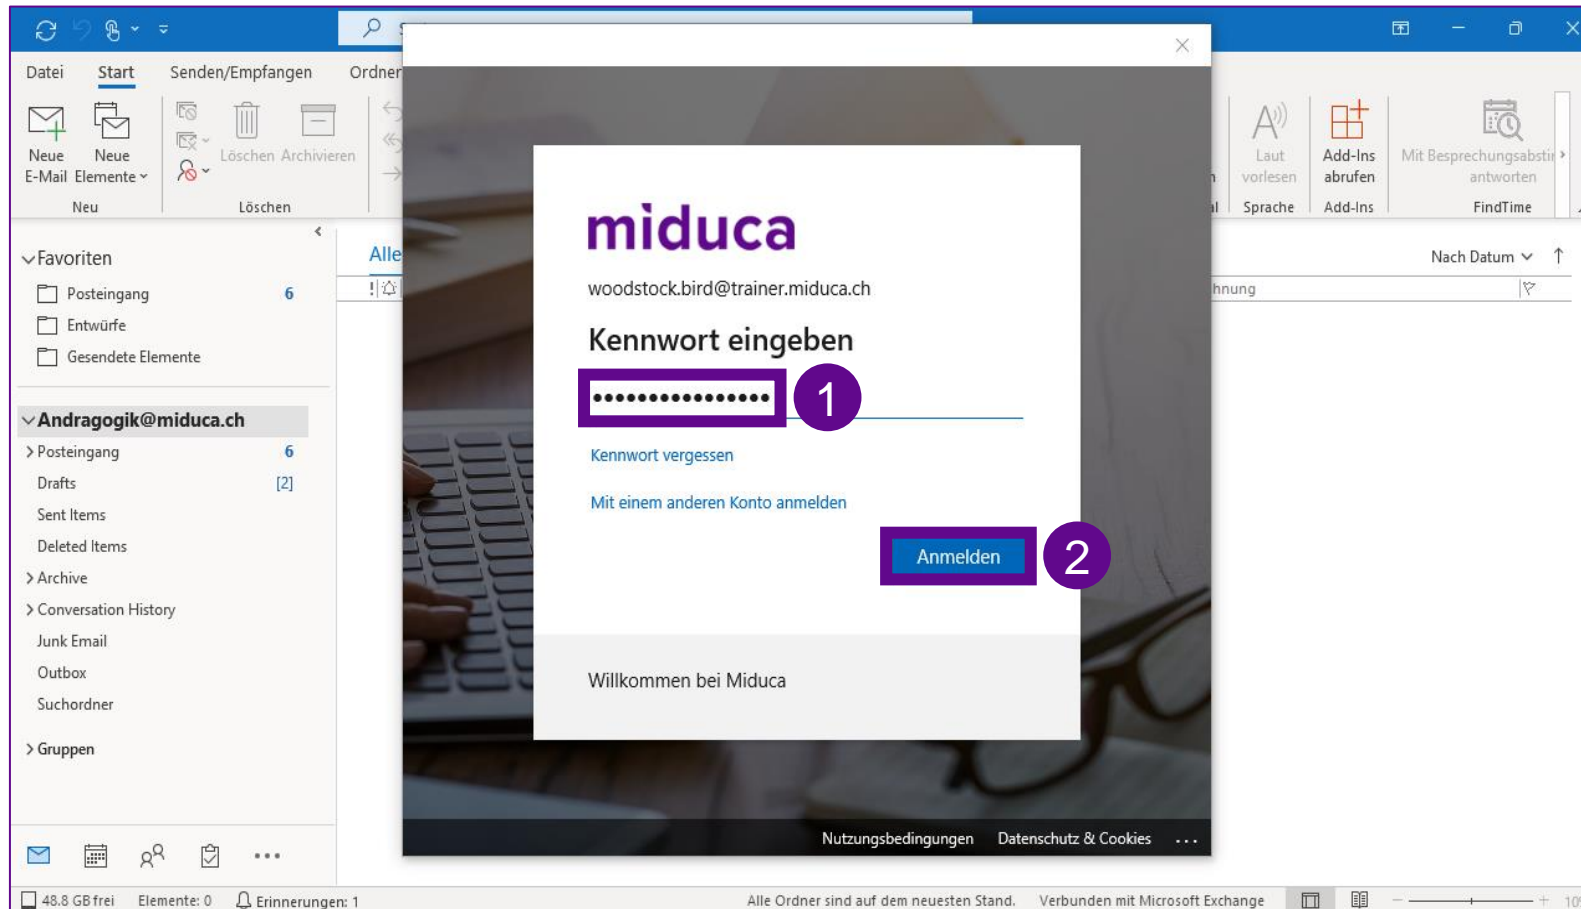 Datei Start Senden/Empfangen Ordner
Neue E-Mail
Neue Elemente
Löschen Archivieren
Laut vorlesen
Add-Ins abrufen
Mit Besprechungsabstin
antworten
Neu Löschen Sprache Add-Ins FindTime
Favoriten
Posteingang 6
Entwürfe
Gesendete Elemente
Andragogik@miduca.ch
Posteingang 6
Drafts [2]
Sent Items
Deleted Items
Archive
Conversation History
Junk Email
Outbox
Suchordner
Gruppen
Alle
Nach Datum
hnung
miduca
woodstock.bird@trainer.miduca.ch
Kennwort eingeben
1
Kennwort vergessen
Mit einem anderen Konto anmelden
Anmelden 2
Willkommen bei Miduca
Nutzungsbedingungen Datenschutz & Cookies ...
48.8 GB frei Elemente: 0 Erinnerungen: 1 Alle Ordner sind auf dem neuesten Stand. Verbunden mit Microsoft Exchange